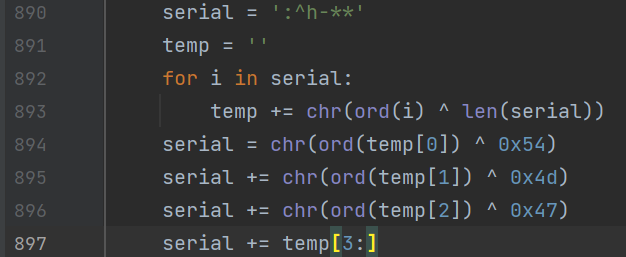 890 serial = ':^h-**'
891 temp = ''
892 for i in serial:
893 temp += chr(ord(i) ^ len(serial))
894 serial = chr(ord(temp[0]) ^ 0x54)
895 serial += chr(ord(temp[1]) ^ 0x4d)
896 serial += chr(ord(temp[2]) ^ 0x47)
897 serial += temp[3:]